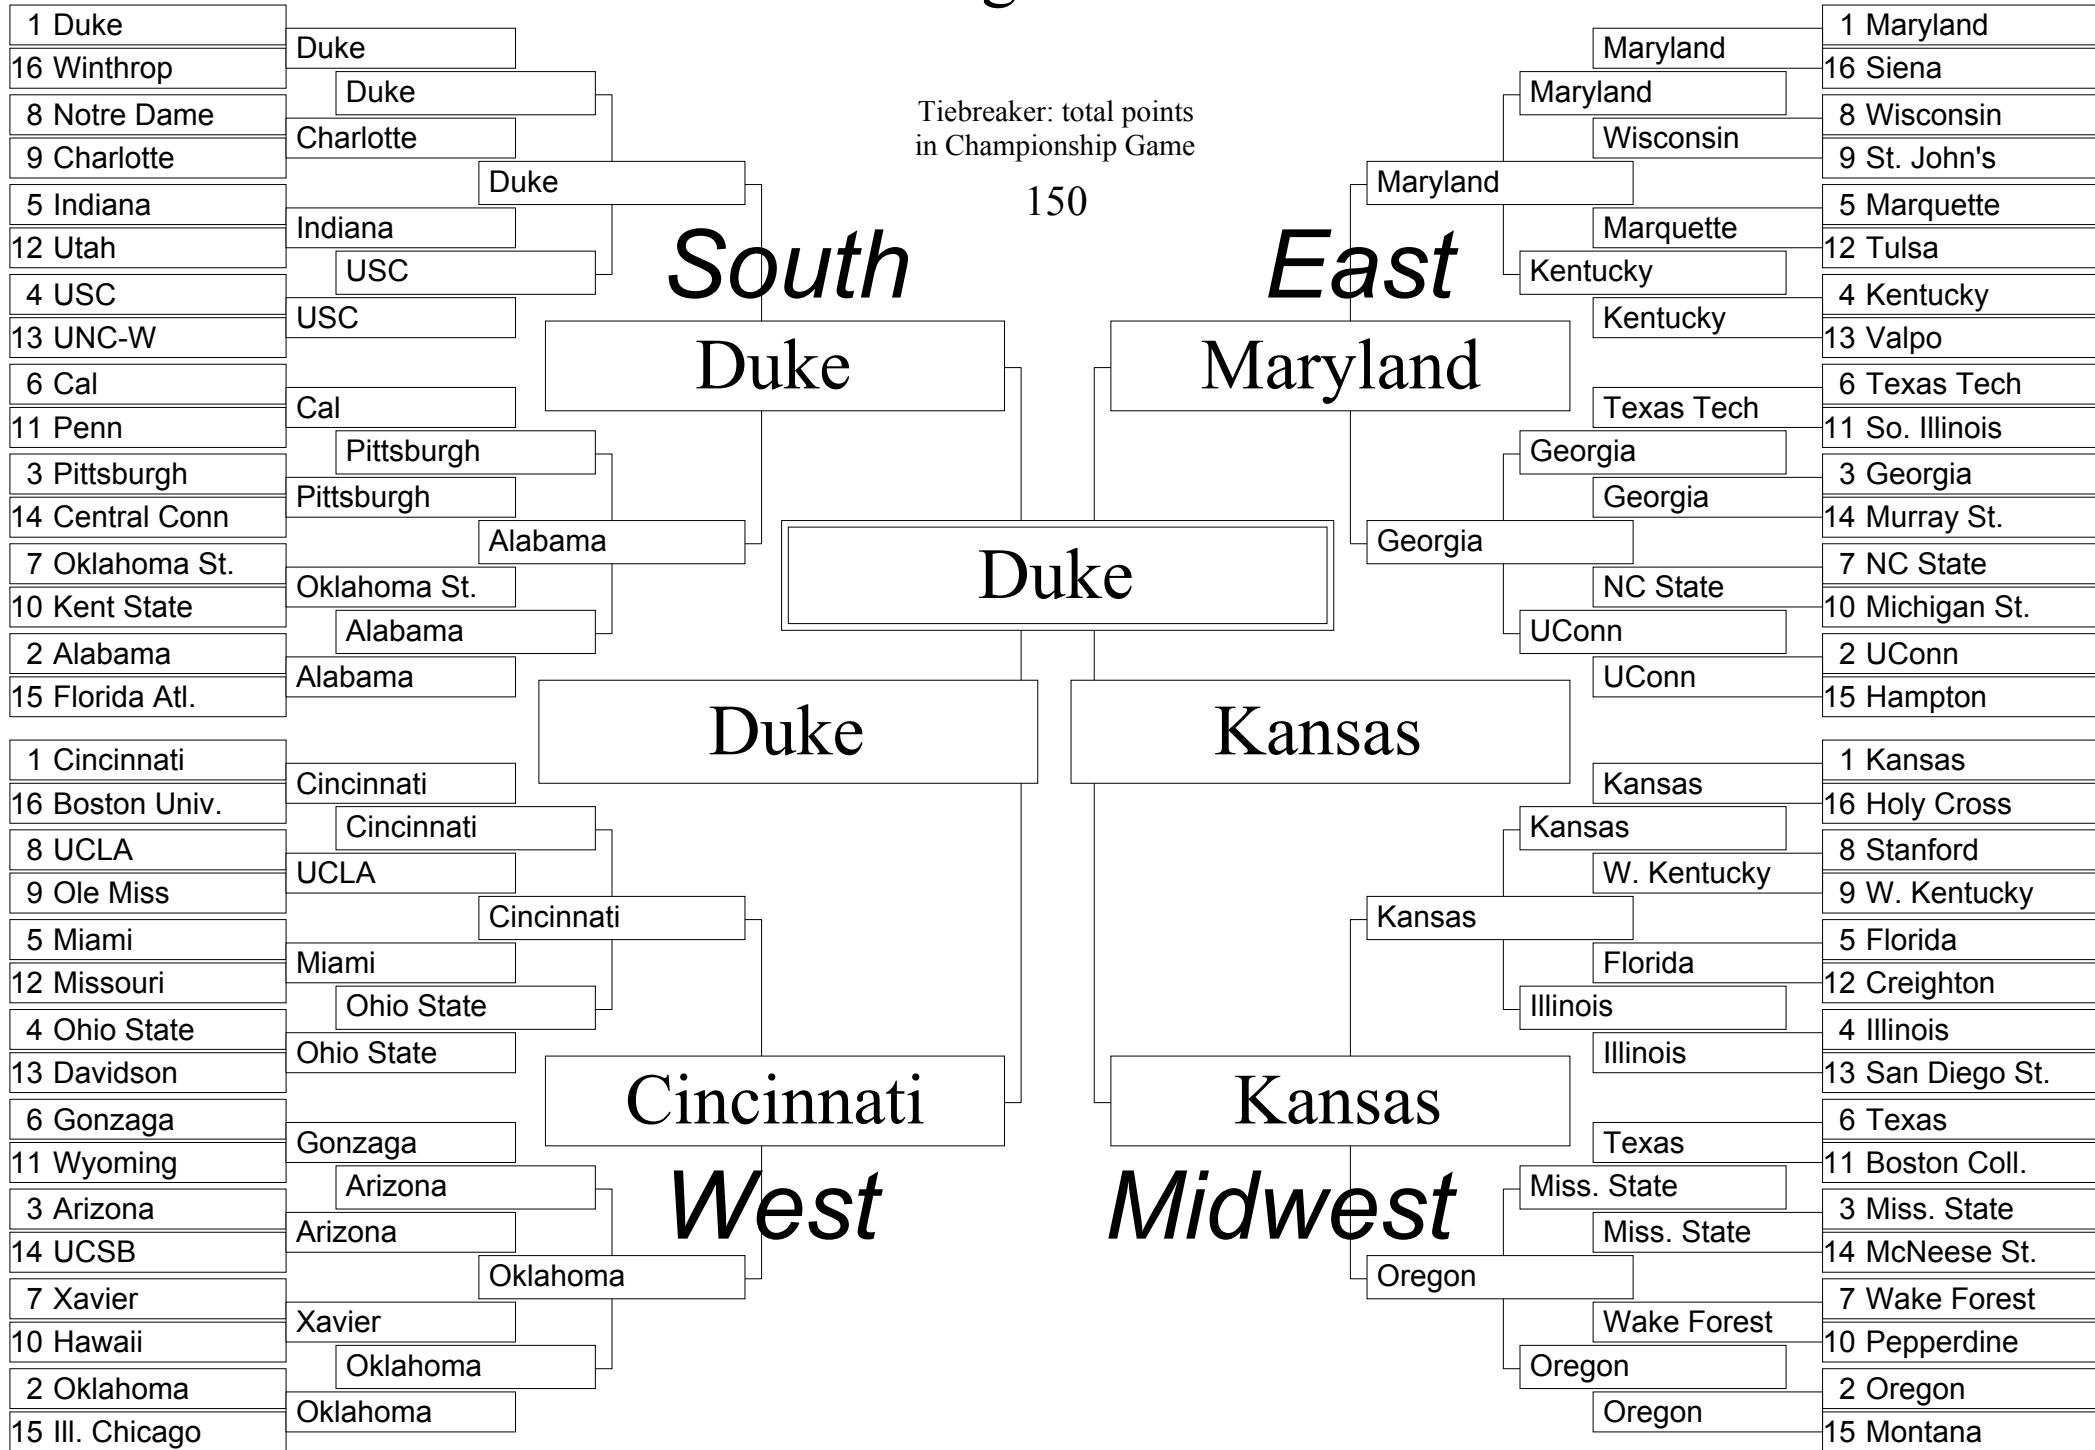 g
Tiebreaker: total points
in Championship Game
150
South
1 Duke
16 Winthrop
8 Notre Dame
9 Charlotte
5 Indiana
12 Utah
4 USC
13 UNC-W
6 Cal
11 Penn
3 Pittsburgh
14 Central Conn
7 Oklahoma St.
10 Kent State
2 Alabama
15 Florida Atl.
Duke
Charlotte
Indiana
USC
Cal
Pittsburgh
Oklahoma St.
Alabama
Duke
USC
Pittsburgh
Alabama
Duke
Alabama
Duke
West
1 Cincinnati
16 Boston Univ.
8 UCLA
9 Ole Miss
5 Miami
12 Missouri
4 Ohio State
13 Davidson
6 Gonzaga
11 Wyoming
3 Arizona
14 UCSB
7 Xavier
10 Hawaii
2 Oklahoma
15 Ill. Chicago
Cincinnati
UCLA
Miami
Ohio State
Gonzaga
Arizona
Xavier
Oklahoma
Cincinnati
Ohio State
Arizona
Oklahoma
Cincinnati
Oklahoma
Cincinnati
Duke
Duke
Kansas
East
1 Maryland
16 Siena
8 Wisconsin
9 St. John's
5 Marquette
12 Tulsa
4 Kentucky
13 Valpo
6 Texas Tech
11 So. Illinois
3 Georgia
14 Murray St.
7 NC State
10 Michigan St.
2 UConn
15 Hampton
Maryland
Wisconsin
Marquette
Kentucky
Texas Tech
Georgia
NC State
UConn
Maryland
Kentucky
Georgia
UConn
Maryland
Georgia
Maryland
Midwest
1 Kansas
16 Holy Cross
8 Stanford
9 W. Kentucky
5 Florida
12 Creighton
4 Illinois
13 San Diego St.
6 Texas
11 Boston Coll.
3 Miss. State
14 McNeese St.
7 Wake Forest
10 Pepperdine
2 Oregon
15 Montana
Kansas
W. Kentucky
Florida
Illinois
Texas
Miss. State
Wake Forest
Oregon
Kansas
Illinois
Miss. State
Oregon
Kansas
Oregon
Kansas